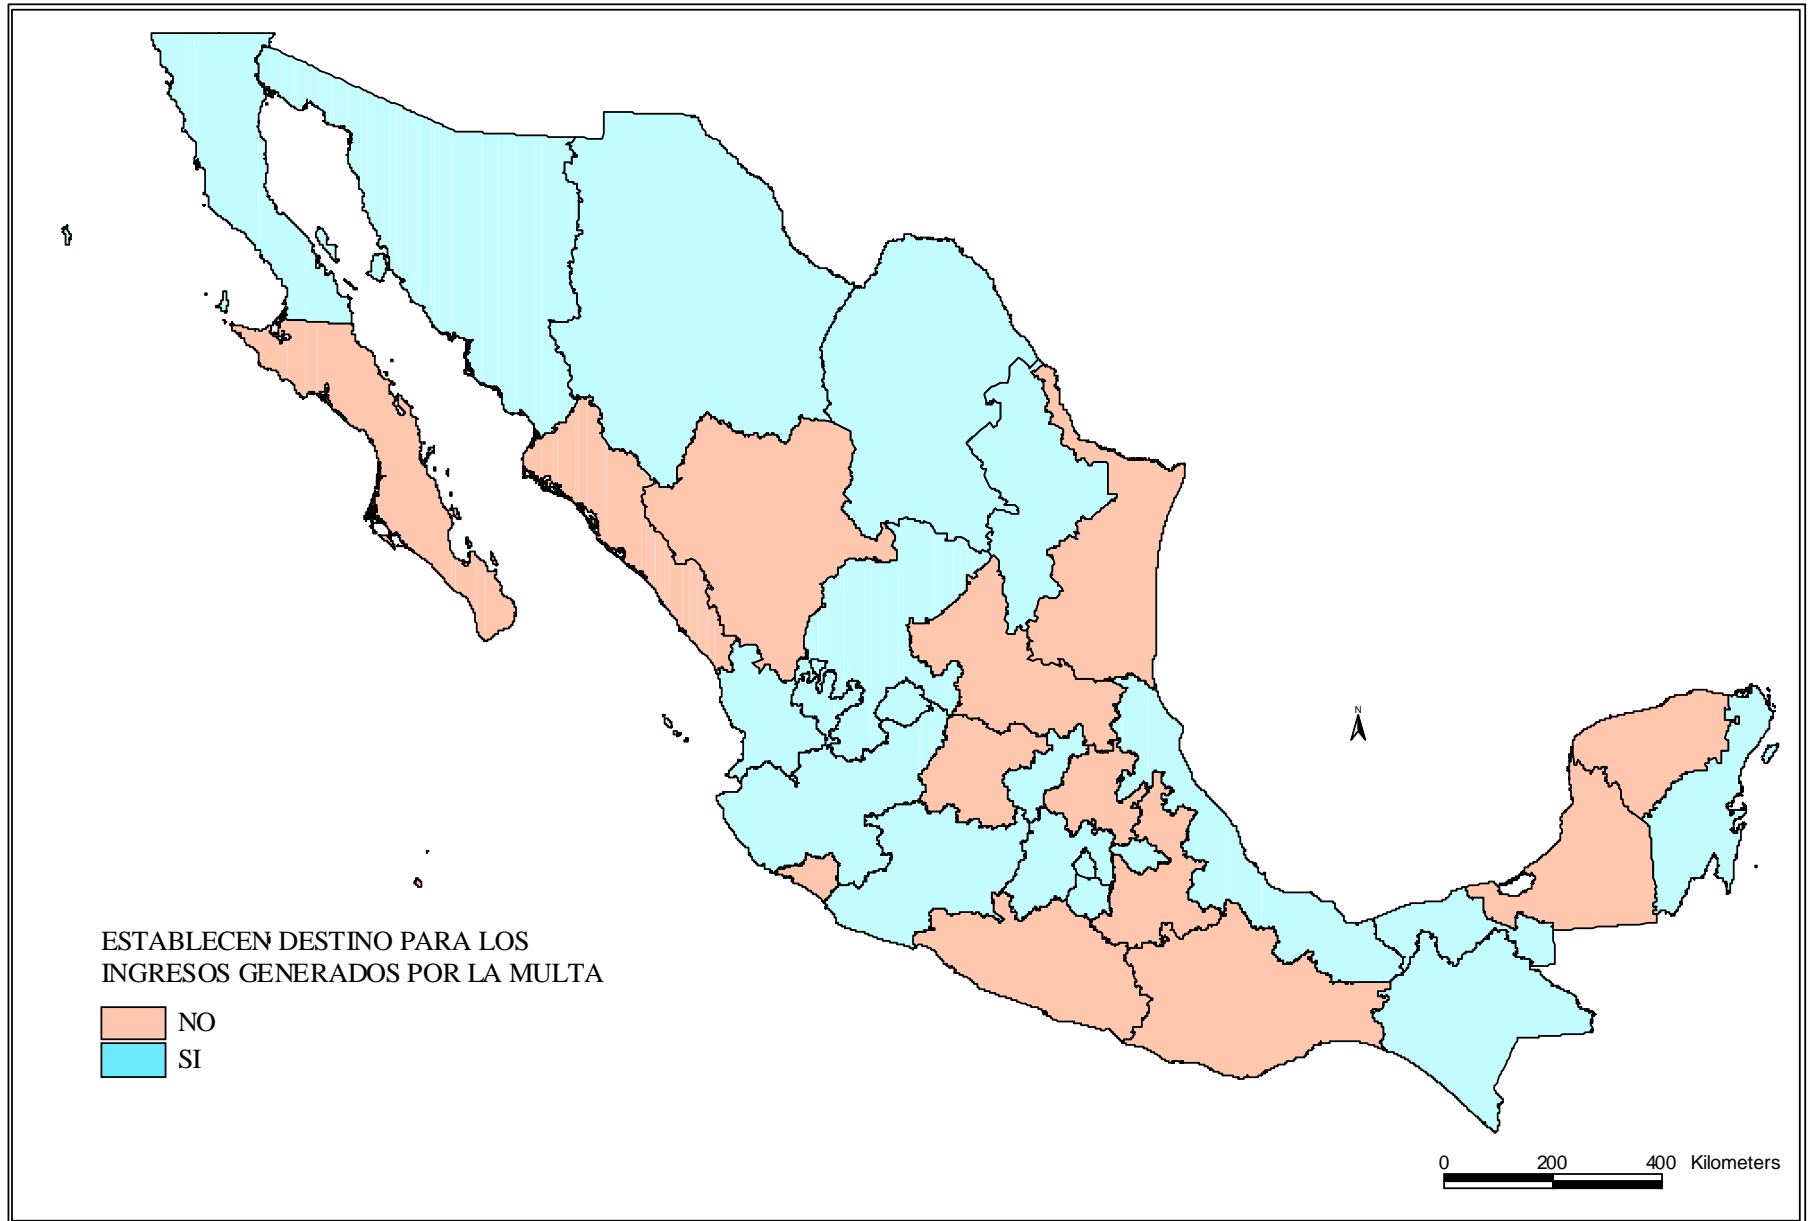 N
ESTABLECEN DESTINO PARA LOS
INGRESOS GENERADOS POR LA MULTA
NO
SI
0 200 400 Kilometers